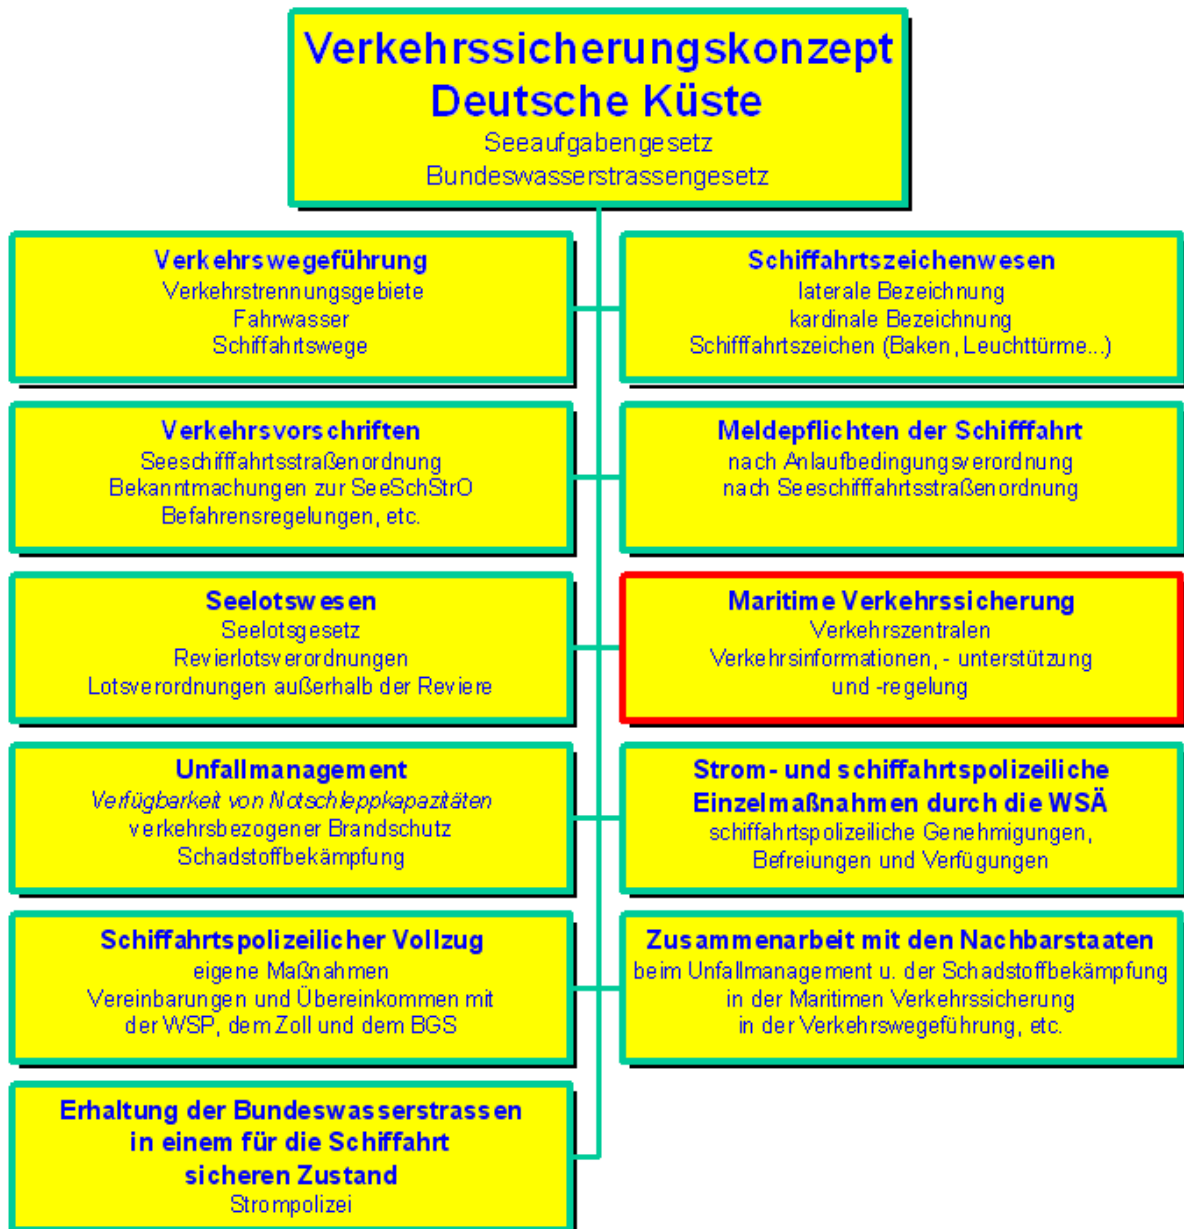 Verkehrssicherungskonzept
Deutsche Küste
Seeaufgabengesetz
Bundeswasserstrassengesetz
Verkehrswegeführung
Verkehrstrennungsgebiete
Fahrwasser
Schiffahrtswege
Schiffahrtszeichenwesen
laterale Bezeichnung
kardinale Bezeichnung
Schifffahrtszeichen (Baken, Leuchttürme...)
Verkehrsvorschriften
Seeschifffahrtsstraßenordnung
Bekanntmachungen zur SeeSchStrO
Befahrensregelungen, etc.
Meldepflichten der Schifffahrt
nach Anlaufbedingungsverordnung
nach Seeschifffahrtsstraßenordnung
Seelotswesen
Seelotsgesetz
Revierlotsverordnungen
Lotsverordnungen außerhalb der Reviere
Maritime Verkehrssicherung
Verkehrszentralen
Verkehrsinformationen, - unterstützung
und -regelung
Unfallmanagement
Verfügbarkeit von Notschleppkapazitäten
verkehrsbezogener Brandschutz
Schadstoffbekämpfung
Strom- und schiffahrtspolizeiliche
Einzelmaßnahmen durch die WSÄ
schiffahrtspolizeiliche Genehmigungen,
Befreiungen und Verfügungen
Schiffahrtspolizeilicher Vollzug
eigene Maßnahmen
Vereinbarungen und Übereinkommen mit
der WSP, dem Zoll und dem BGS
Zusammenarbeit mit den Nachbarstaaten
beim Unfallmanagement u. der Schadstoffbekämpfung
in der Maritimen Verkehrssicherung
in der Verkehrswegeführung, etc.
Erhaltung der Bundeswasserstrassen
in einem für die Schiffahrt
sicheren Zustand
Strompolizei